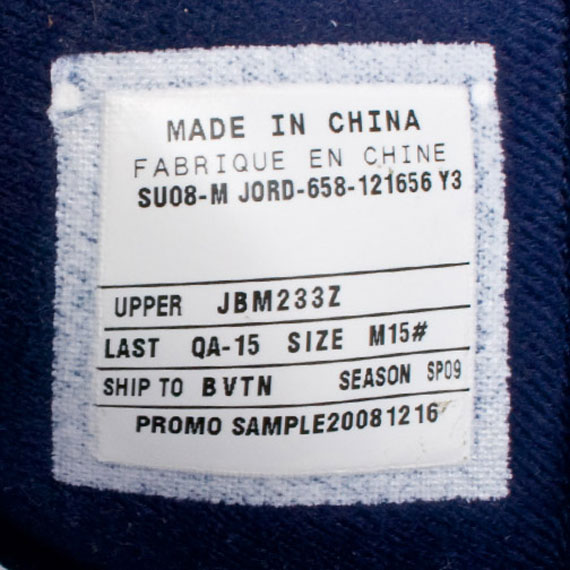 MADE IN CHINA
FABRIQUE EN CHINE
SU08-M JORD-658-121656 Y3
UPPER JBM233Z
LAST QA-15 SIZE M15#
SHIP TO BVTN SEASON SP09
PROMO SAMPLE20081216